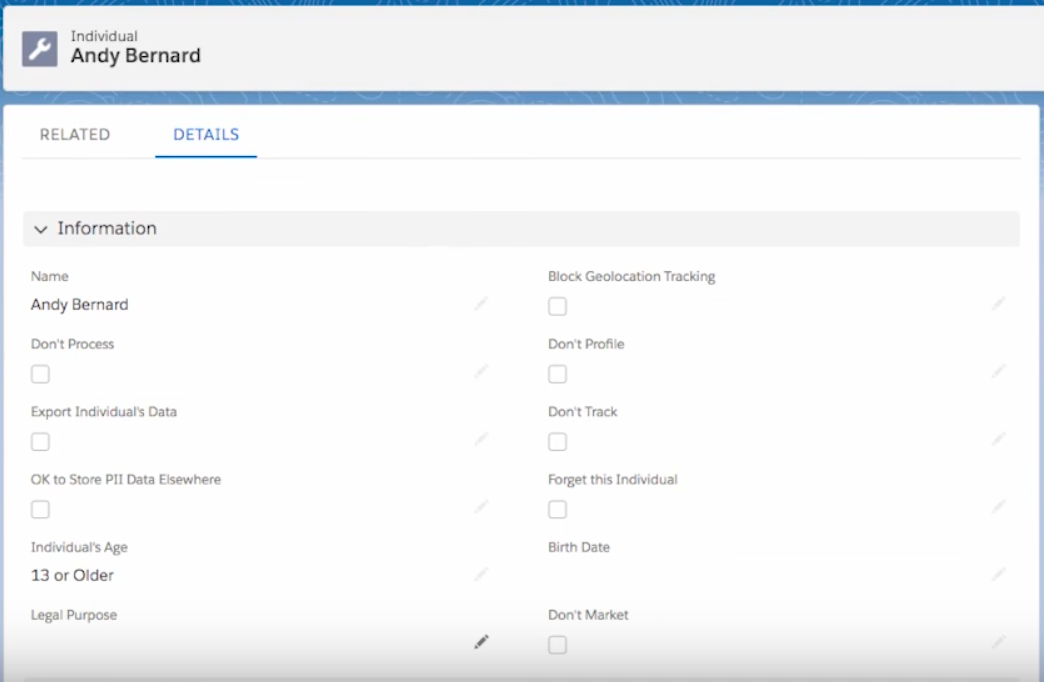 Individual
Andy Bernard
RELATED DETAILS
Information
Name Block Geolocation Tracking
Andy Bernard
Don't Process Don't Profile
Export Individual's Data Don't Track
OK to Store PII Data Elsewhere Forget this Individual
Individual's Age Birth Date
13 or Older
Legal Purpose Don't Market